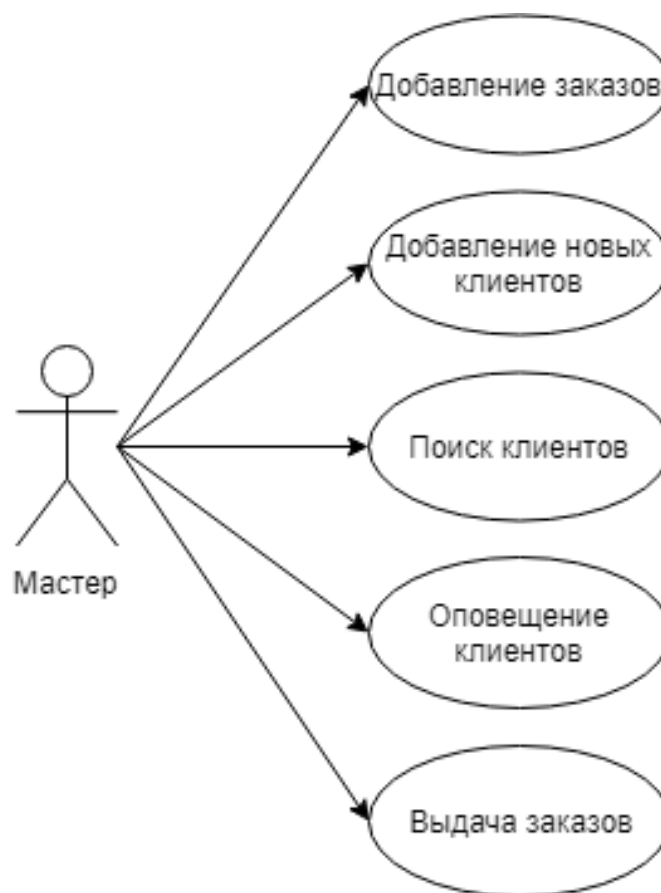 Добавление заказов
Добавление новых
клиентов
Поиск клиентов
Мастер
Оповещение
клиентов
Выдача заказов